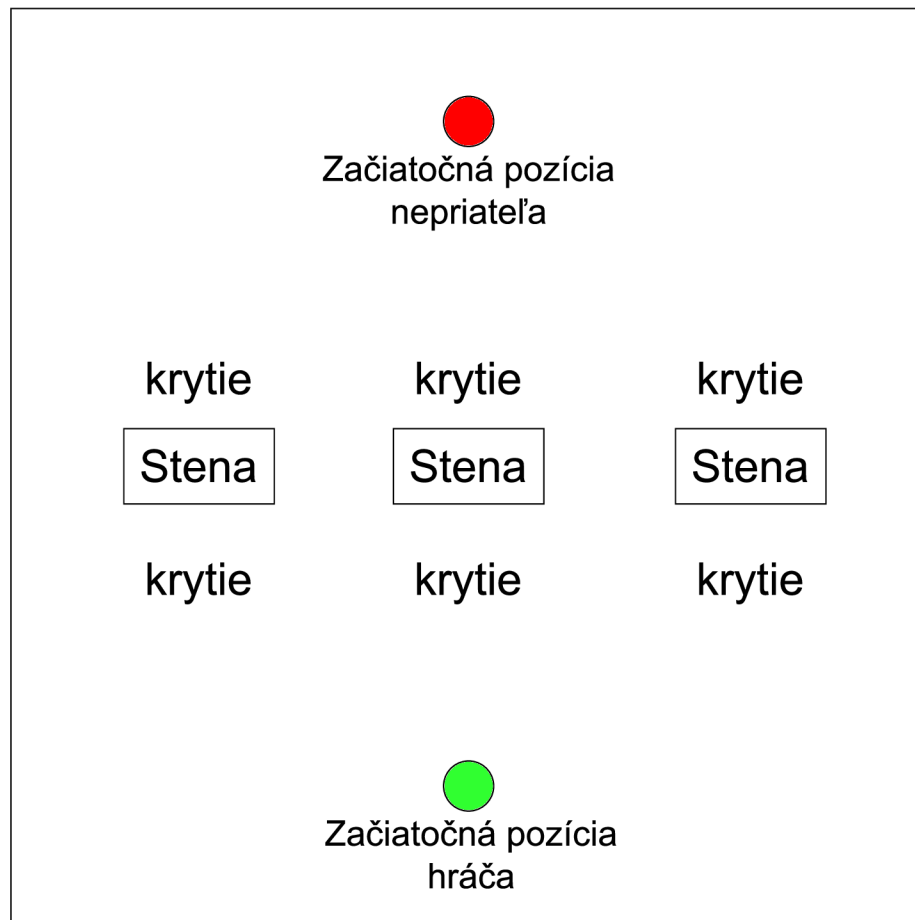 Začiatočná pozícia
nepriateľa
krytie krytie krytie
Stena Stena Stena
krytie krytie krytie
Začiatočná pozícia
hráča